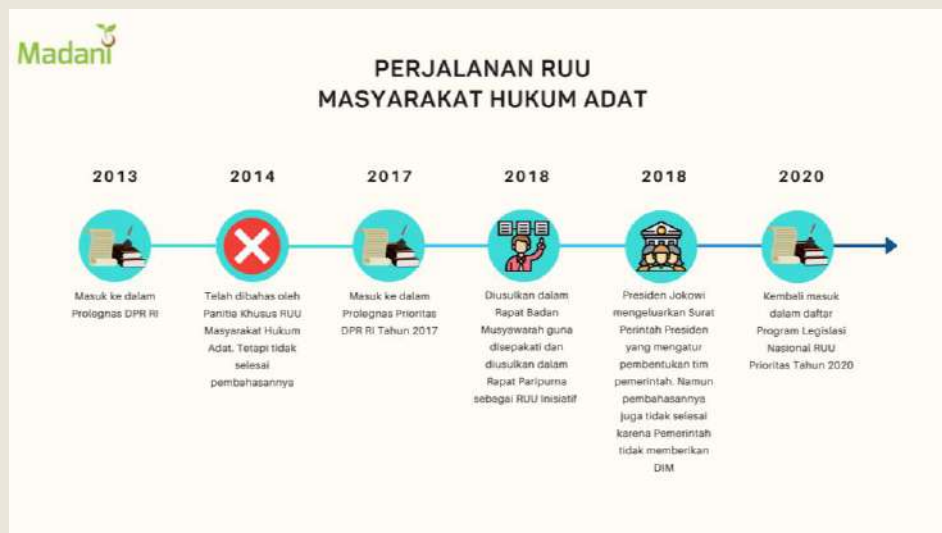 Madani
PERJALANAN RUU
MASYARAKAT HUKUM ADAT
2013
Masuk ke dalam
Prolegnas DPR RI
2014
Telah dibahas oleh
Panitia Khusus RUU
Masyarakat Hukum
Adat. Tetapi tidak
selesai
pembahasannya
2017
Masuk ke dalam
Prolegnas Prioritas
DPR RI Tahun 2017
2018
Diusulkan dalam
Rapat Badan
Musyawarah guna
disepakati dan
diusulkan dalam
Rapat Paripurna
sebagai RUU Inisiatif
2018
Presiden Jokowi
mengeluarkan Surat
Perintah Presiden
yang mengatur
pembentukan tim
pemerintah. Namun
pembahasannya
juga tidak selesai
karena Pemerintah
tidak memberikan
DIM
2020
Kembali masuk
dalam daftar
Program Legislasi
Nasional RUU
Prioritas Tahun 2020